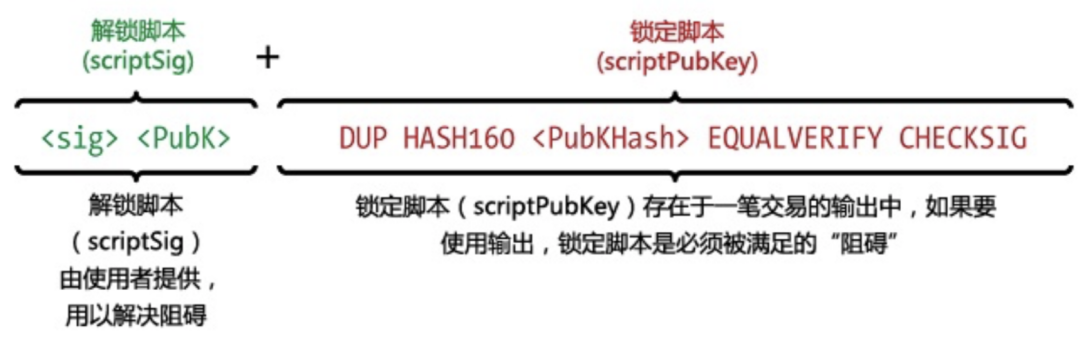 解锁脚本
(scriptSig)
+
锁定脚本
(scriptPubKey)
<sig> <PubK>
DUP HASH160 <PubKHash> EQUALVERIFY CHECKSIG
解锁脚本
（scriptSig）
由使用者提供，
用以解决阻碍
锁定脚本（scriptPubKey）存在于一笔交易的输出中，如果要
使用输出，锁定脚本是必须被满足的“阻碍”